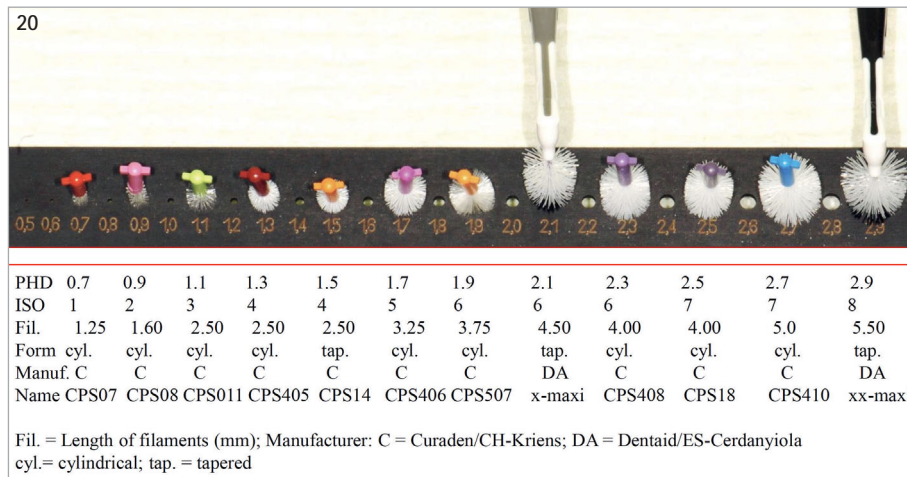 20
0,5 0,6 0,7 0,8 0,9 1,0 1,1 1,2 1,3 1,4 1,5 1,6 1,7 1,8 1,9 2,0 2,1 2,2 2,3 2,4 2,5 2,6 2,7 2,8 2,9
PHD 0.7 0.9 1.1 1.3 1.5 1.7 1.9 2.1 2.3 2.5 2.7 2.9
ISO 1 2 3 4 4 5 6 6 6 7 7 8
Fil. 1.25 1.60 2.50 2.50 2.50 3.25 3.75 4.50 4.00 4.00 5.0 5.50
Form cyl. cyl. cyl. cyl. tap. cyl. cyl. tap. cyl. cyl. cyl. tap.
Manuf. C C C C C C C DA C C C DA
Name CPS07 CPS08 CPS011 CPS405 CPS14 CPS406 CPS507 x-maxi CPS408 CPS18 CPS410 xx-maxi
Fil. = Length of filaments (mm); Manufacturer: C = Curaden/CH-Kriens; DA = Dentaid/ES-Cerdanyiola
cyl.= cylindrical; tap. = tapered